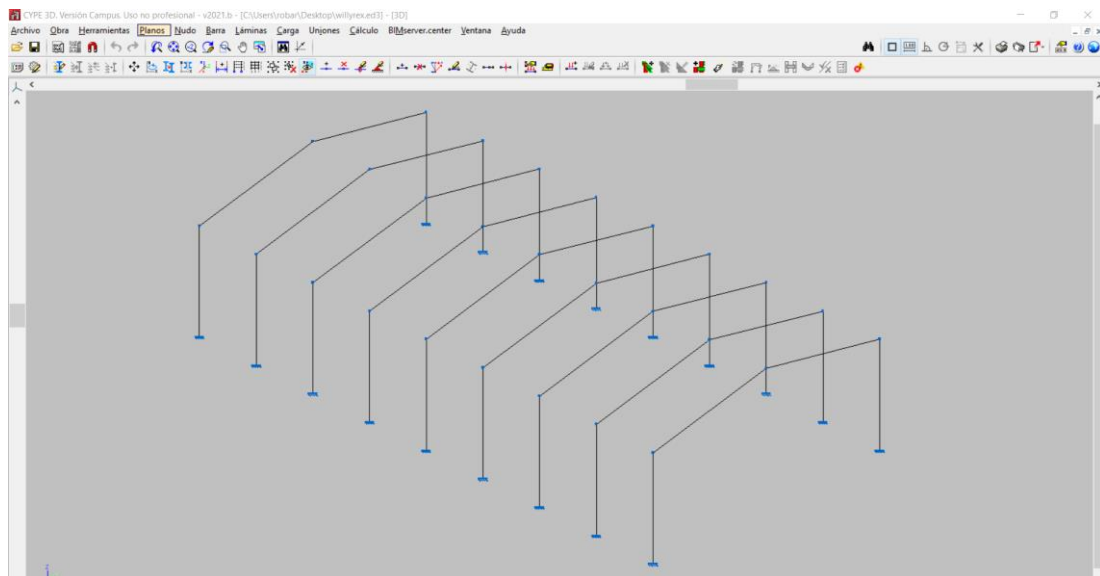 CYPE 3D. Versión Campus. Uso no profesional - v2021.b - [C:\Users\robar\Desktop\willyrex.ed3] - [3D]
Archivo Obra Herramientas Planos Nudo Barra Láminas Carga Uniones Cálculo BIMserver.center Ventana Ayuda
z